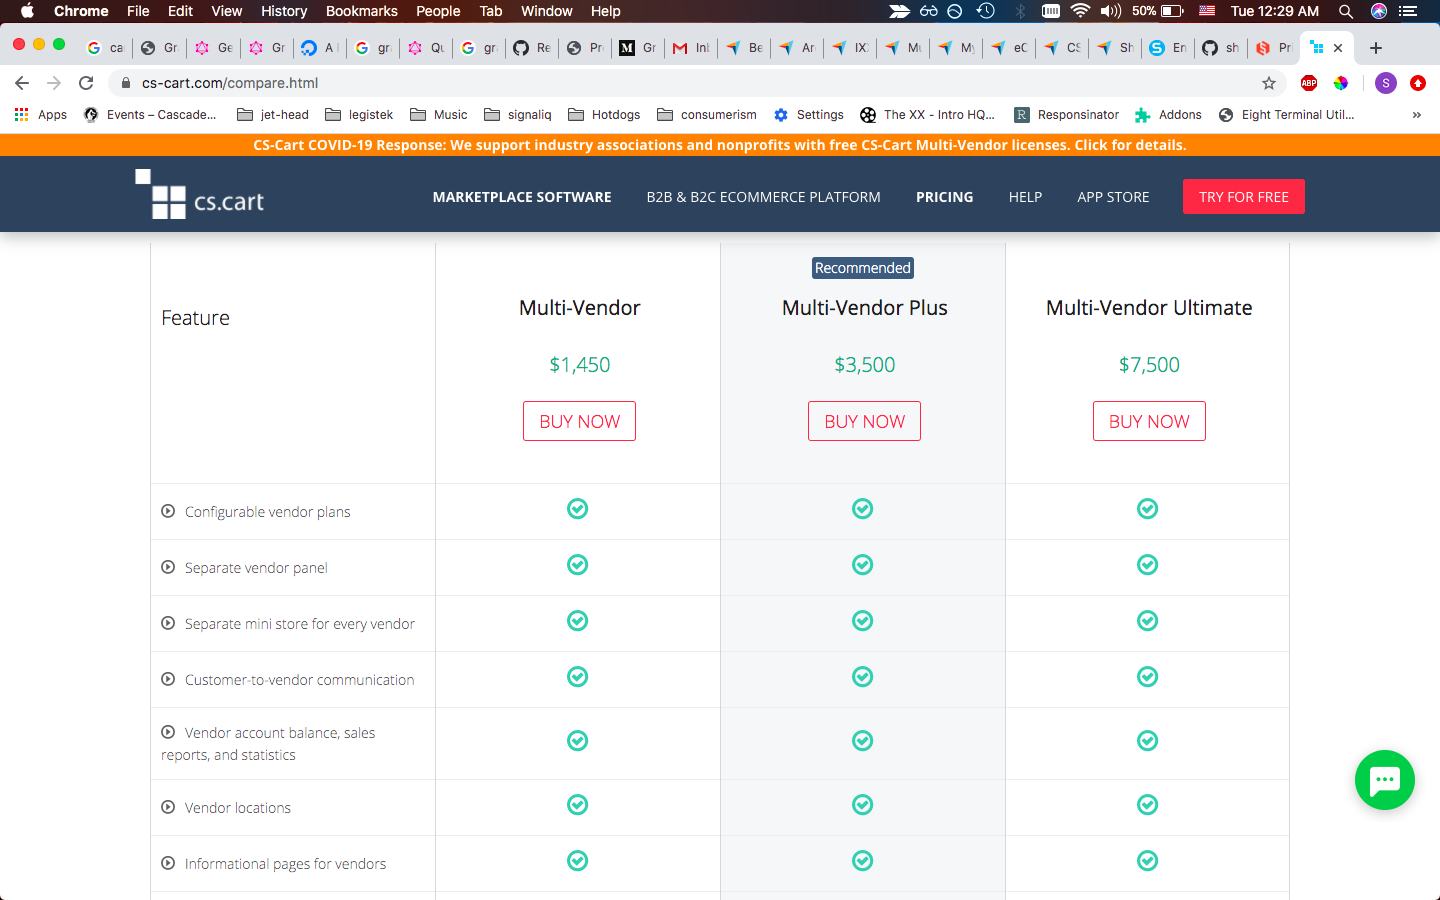 Chrome File Edit View History Bookmarks People Tab Window Help 50% Tue 12:29 AM
ca Gr Ge Gr A gr Qu gr Re Pr Gr In Be Ar IX Mu My eC CS Sh En sh Pri
cs-cart.com/compare.html ABP S
Apps Events – Cascade... jet-head legistek Music signaliq Hotdogs consumerism Settings The XX - Intro HQ... R Responsinator Addons Eight Terminal Util... »
CS-Cart COVID-19 Response: We support industry associations and nonprofits with free CS-Cart Multi-Vendor licenses. Click for details.
cs.cart MARKETPLACE SOFTWARE B2B & B2C ECOMMERCE PLATFORM PRICING HELP APP STORE TRY FOR FREE
Recommended
Feature Multi-Vendor Multi-Vendor Plus Multi-Vendor Ultimate
$1,450 $3,500 $7,500
BUY NOW BUY NOW BUY NOW
Configurable vendor plans
Separate vendor panel
Separate mini store for every vendor
Customer-to-vendor communication
Vendor account balance, sales
reports, and statistics
Vendor locations
Informational pages for vendors